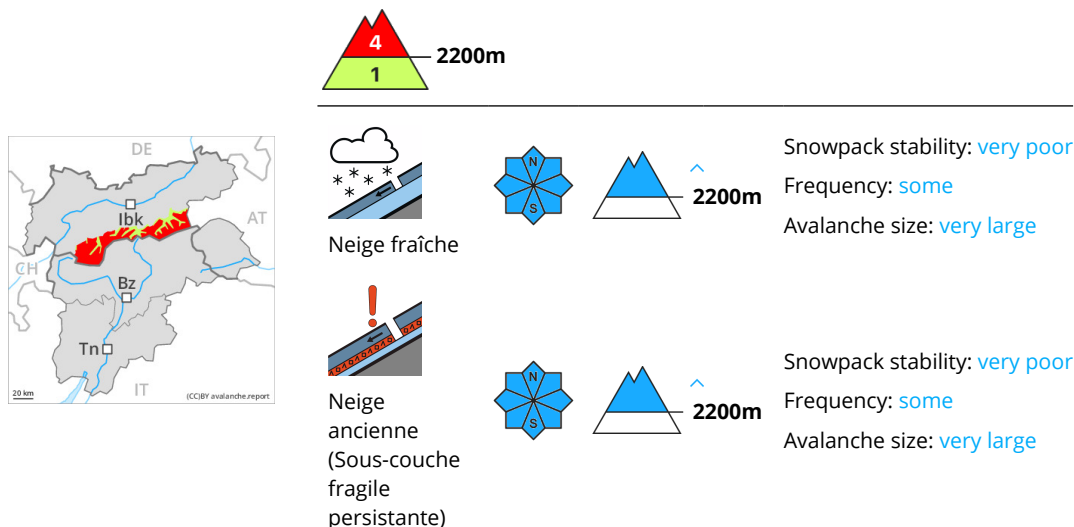 4
2200m
1
DE
Ibk
AT
CH
Bz
Tn
IT
20 km
(CC)BY avalanche.report
Neige fraîche
N
S
2200m
Snowpack stability: very poor
Frequency: some
Avalanche size: very large
Neige
ancienne
(Sous-couche
fragile
persistante)
N
S
2200m
Snowpack stability: very poor
Frequency: some
Avalanche size: very large